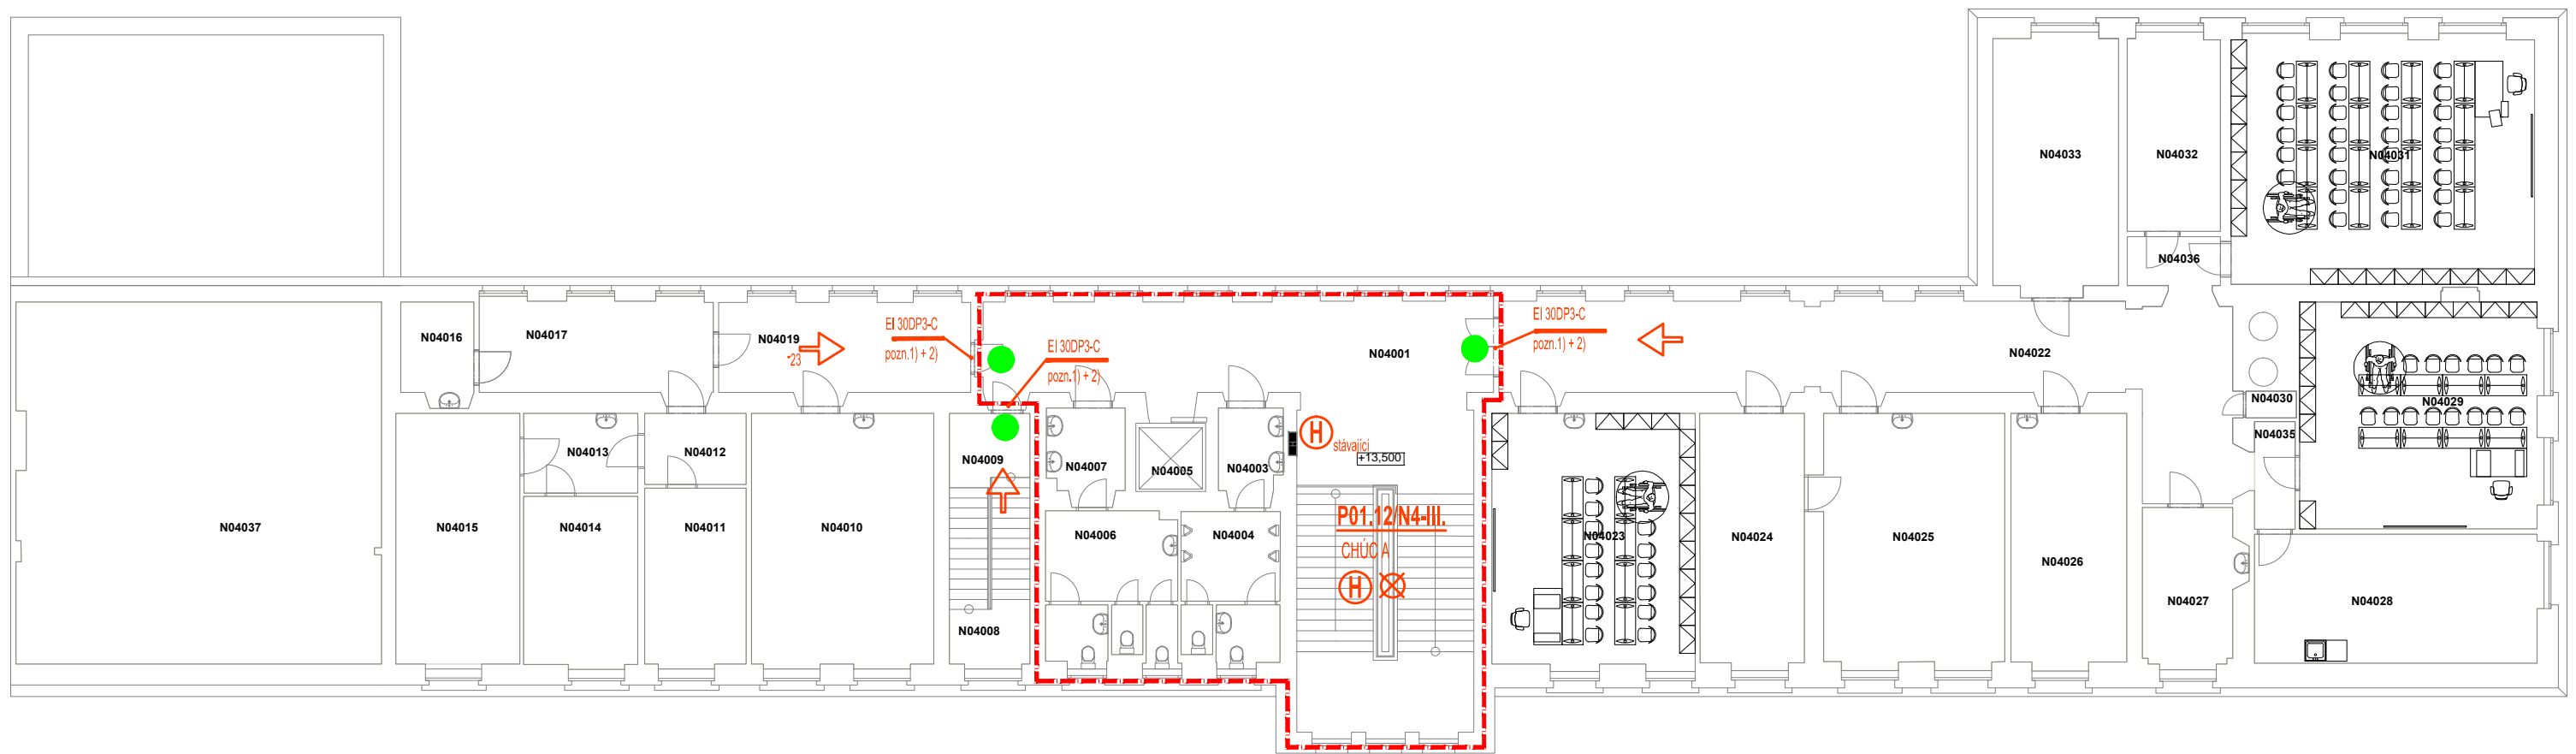 N04033
N04032
N04031
N04036
N04016
N04017
N04019
-23
EI 30DP3-C
pozn.1) + 2)
EI 30DP3-C
pozn.1) + 2)
N04001
EI 30DP3-C
pozn.1) + 2)
N04022
N04030
N04029
N04035
N04013
N04012
N04009
N04007
N04005
N04003
H
stávající
+13,500
H
N04037
N04015
N04014
N04011
N04010
N04006
N04004
P01.12/N4-III.
CHÚC A
H
N04023
N04024
N04025
N04026
N04027
N04028
N04008